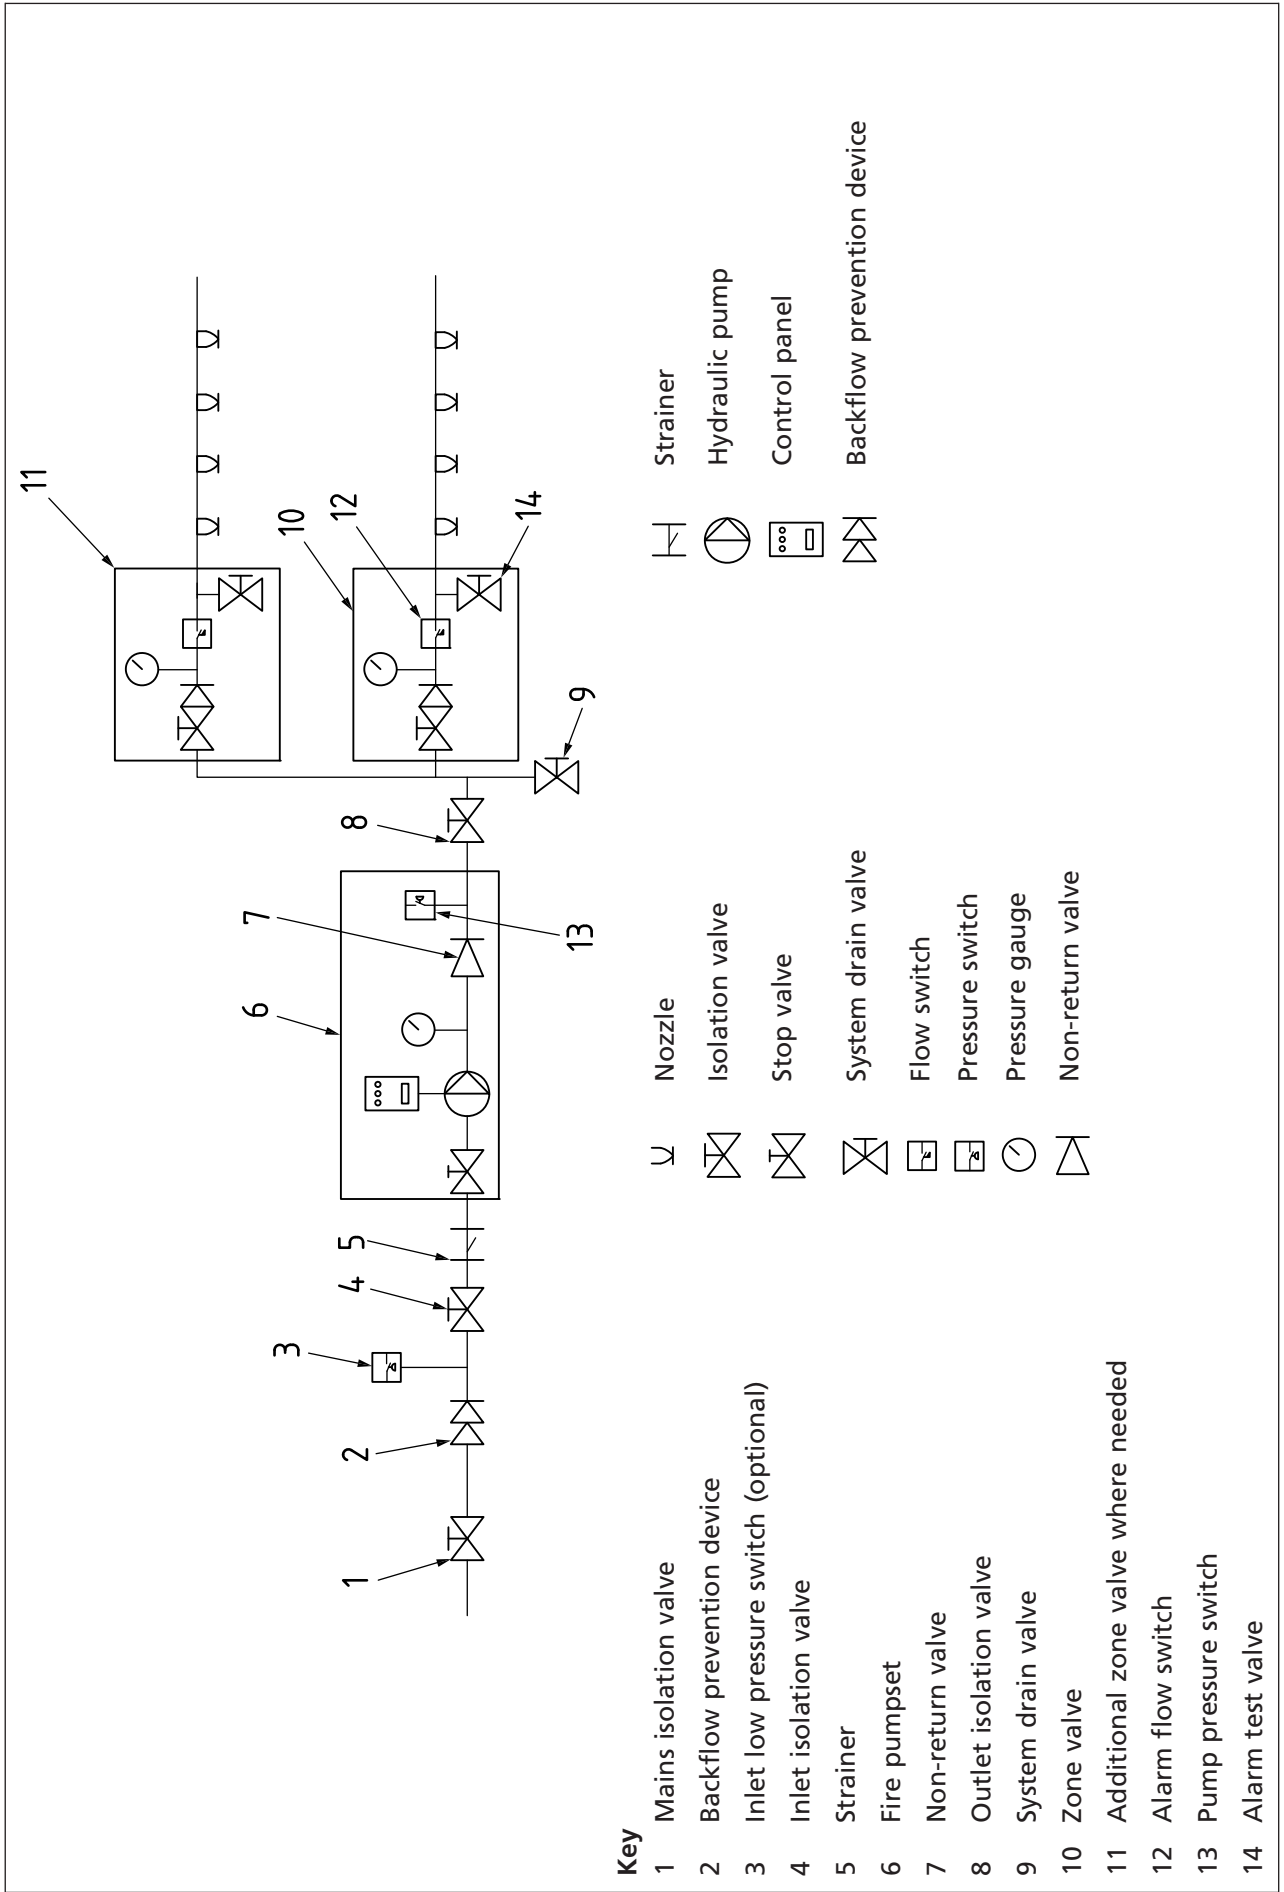 11
10
12
14
9
8
7
13
6
5
4
3
2
1
Key
1 Mains isolation valve
2 Backflow prevention device
3 Inlet low pressure switch (optional)
4 Inlet isolation valve
5 Strainer
6 Fire pumpset
7 Non-return valve
8 Outlet isolation valve
9 System drain valve
10 Zone valve
11 Additional zone valve where needed
12 Alarm flow switch
13 Pump pressure switch
14 Alarm test valve
Nozzle
Isolation valve
Stop valve
System drain valve
Flow switch
Pressure switch
Pressure gauge
Non-return valve
Strainer
Hydraulic pump
Control panel
Backflow prevention device